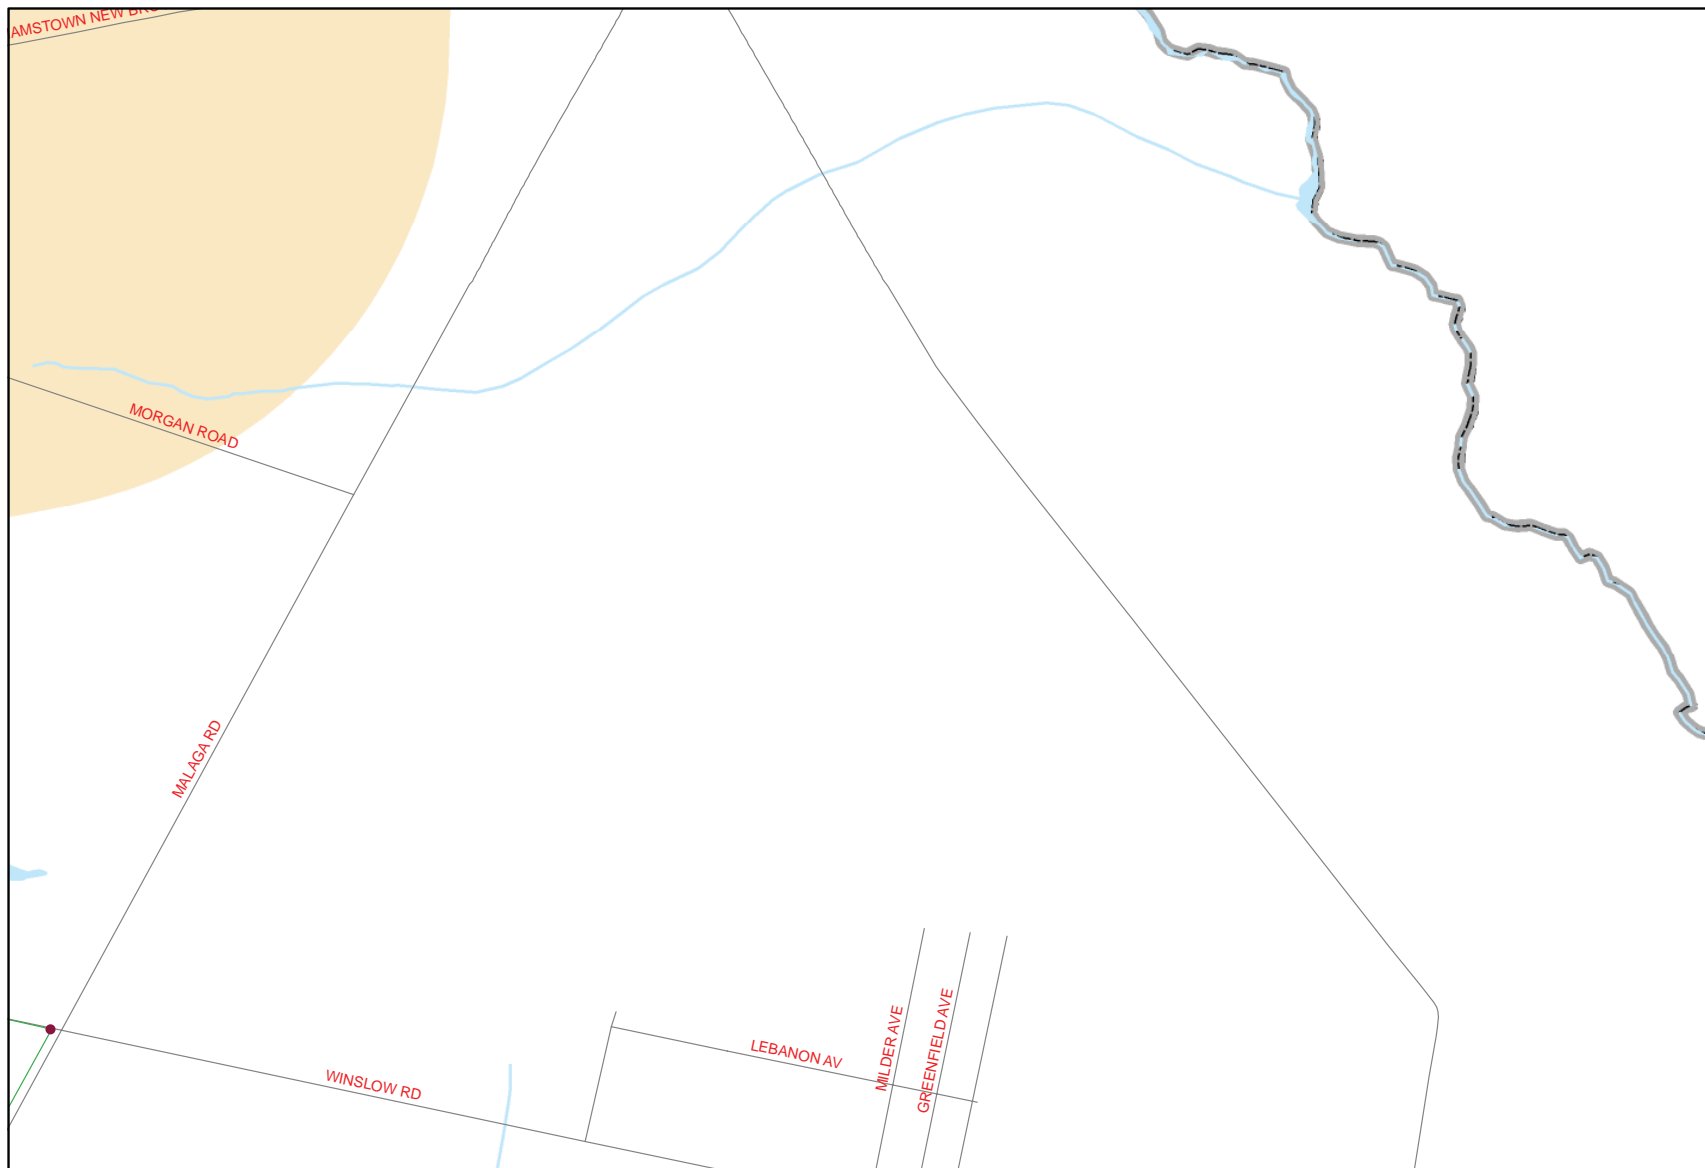 AMSTOWN NEW
MORGAN ROAD
MALAGA RD
LEBANON AV
MILDER AVE
GREENFIELD AVE
WINSLOW RD